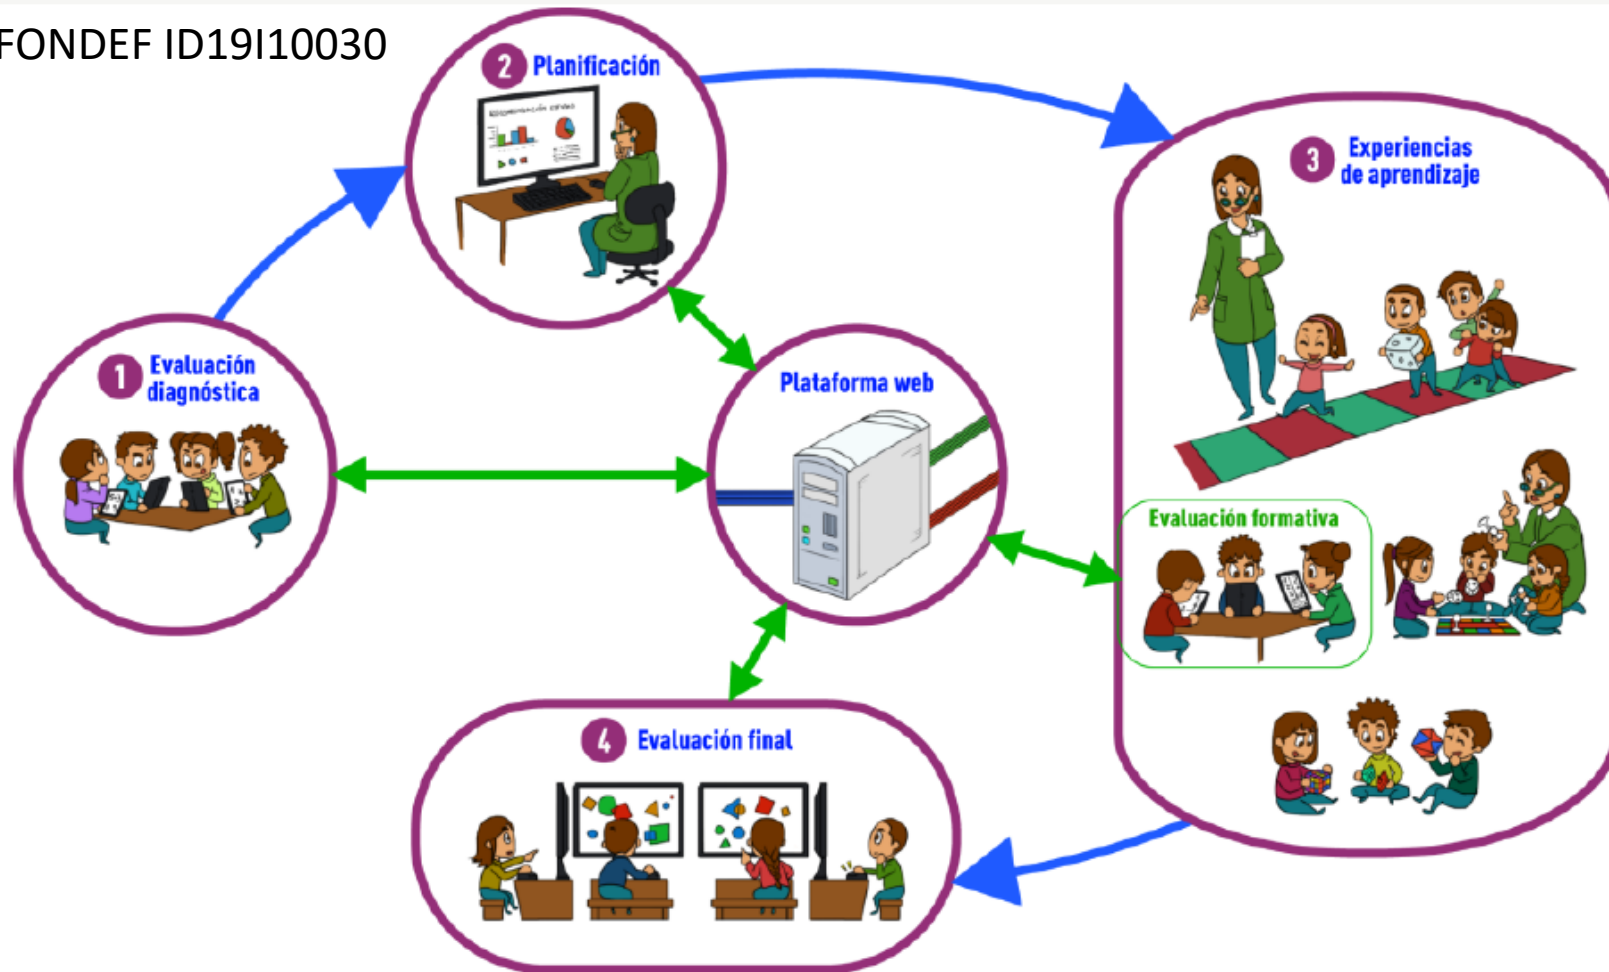 FONDEF ID19I10030
2 Planificación
3 Experiencias
de aprendizaje
1 Evaluación
diagnóstica
Plataforma web
Evaluación formativa
4 Evaluación final